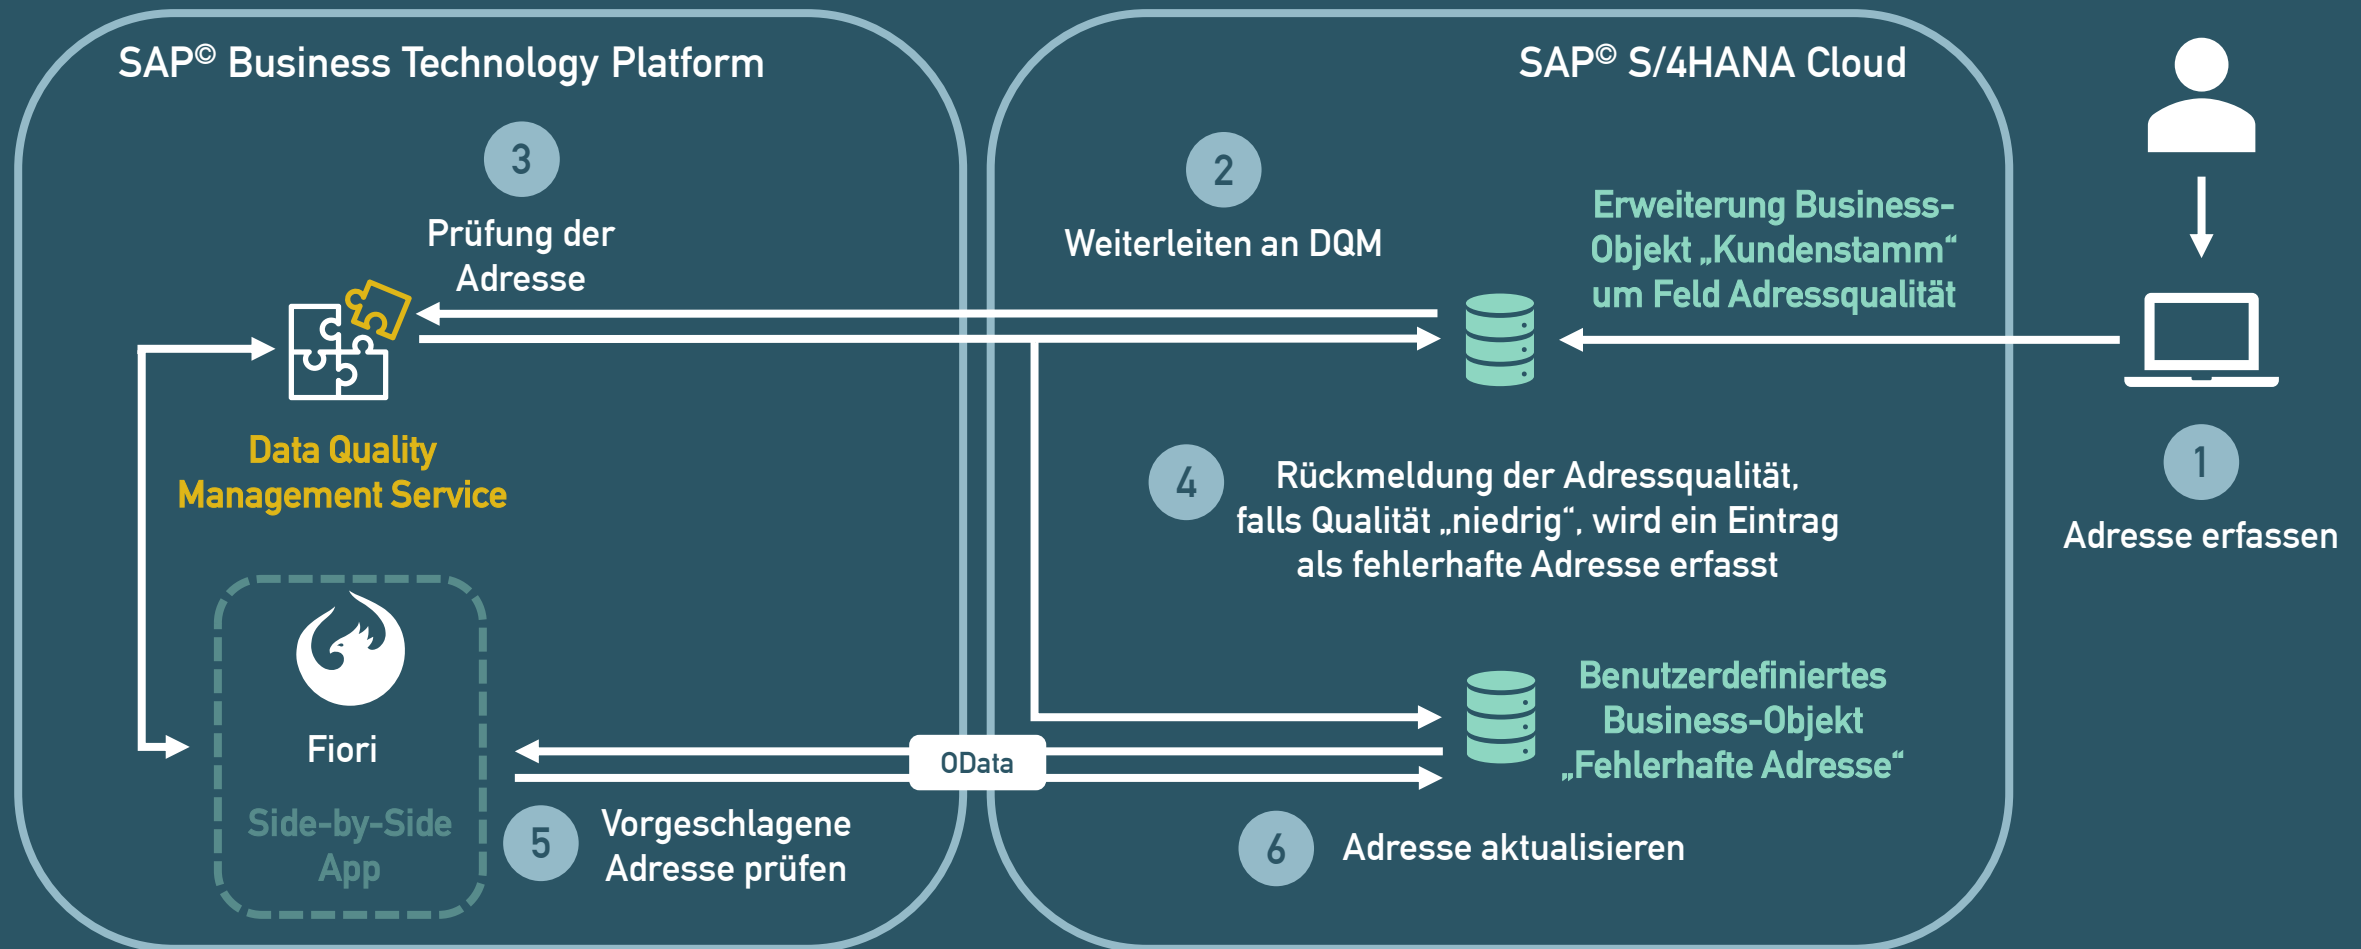 SAP© Business Technology Platform
3
Prüfung der
Adresse
Data Quality
Management Service
Fiori
Side-by-Side
App
5
Vorgeschlagene
Adresse prüfen
OData
SAP© S/4HANA Cloud
2
Weiterleiten an DQM
Erweiterung Business-
Objekt „Kundenstamm“
um Feld Adressqualität
4
Rückmeldung der Adressqualität,
falls Qualität „niedrig“, wird ein Eintrag
als fehlerhafte Adresse erfasst
Benutzerdefiniertes
Business-Objekt
„Fehlerhafte Adresse“
6
Adresse aktualisieren
1
Adresse erfassen